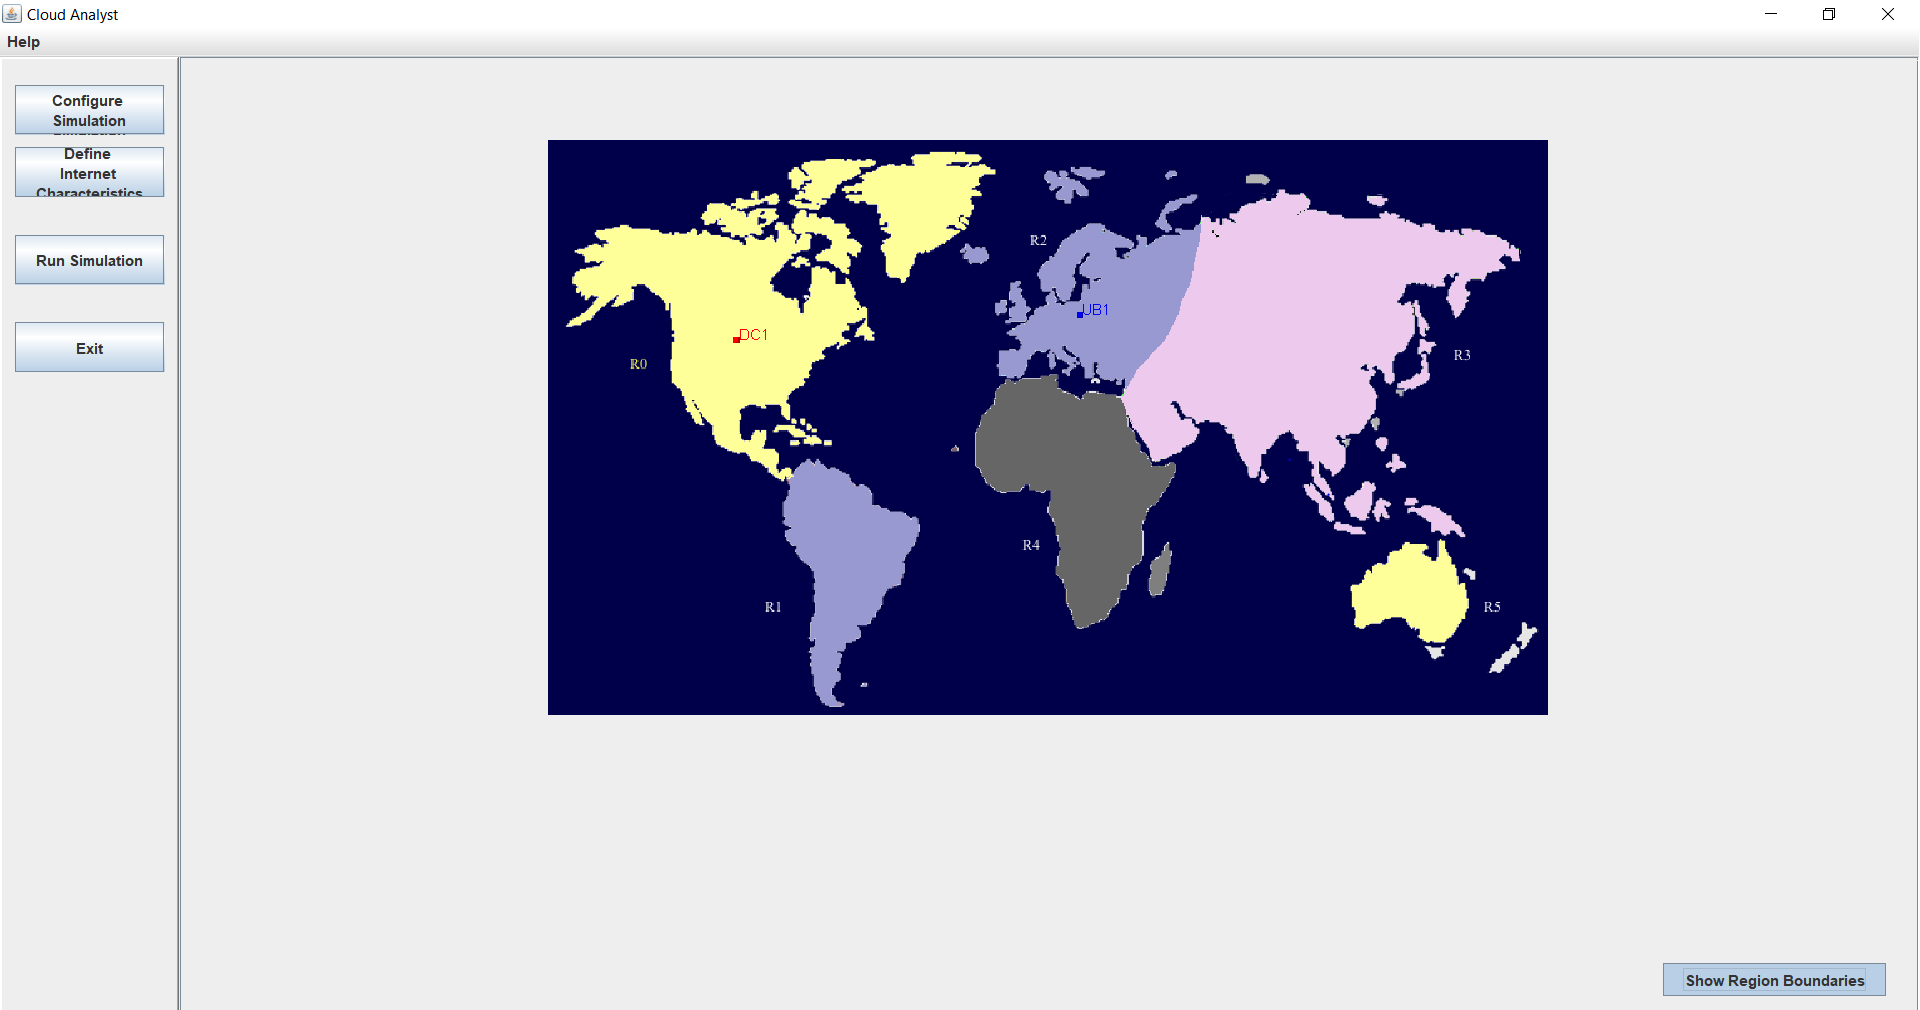 Cloud Analyst
Help
Configure
Simulation
Define
Internet
Characteristics
Run Simulation
Exit
R2
UB1
DC1
R0
R3
R4
R1
R5
Show Region Boundaries